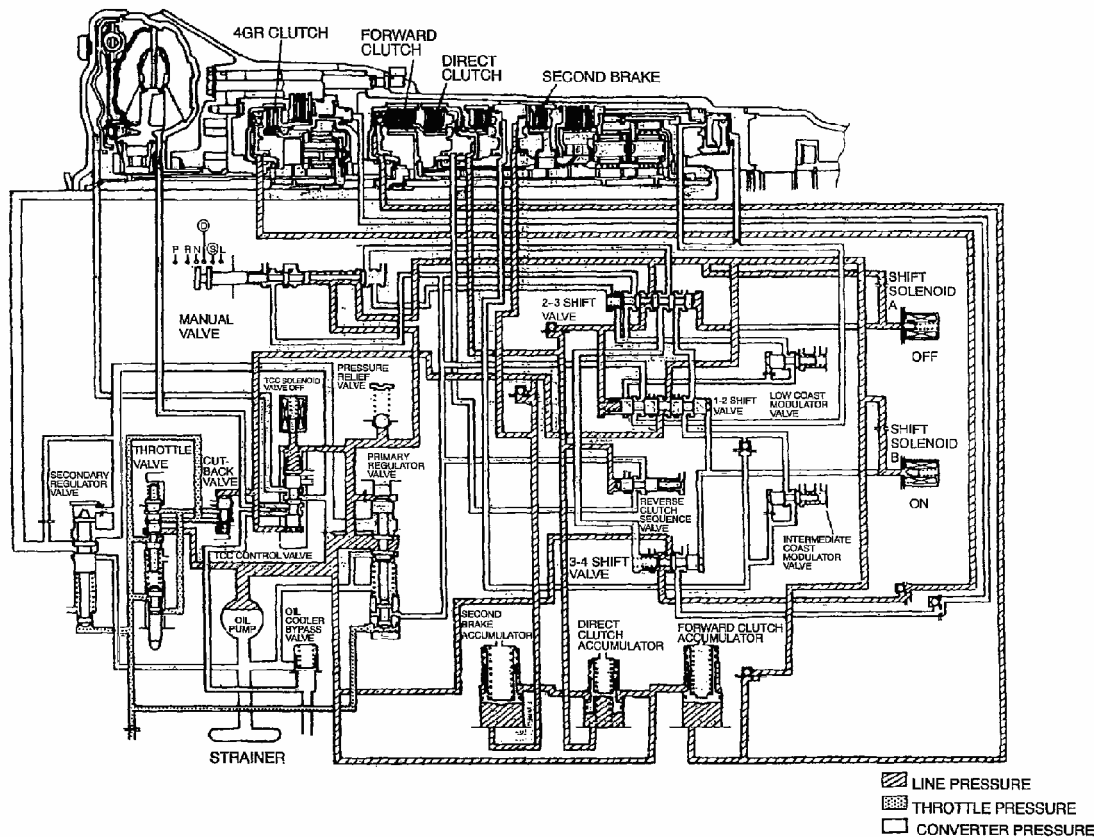 4GR CLUTCH
FORWARD
CLUTCH
DIRECT
CLUTCH
SECOND BRAKE
D
P R N S L
MANUAL
VALVE
2-3 SHIFT
VALVE
SHIFT
SOLENOID
A
OFF
PRESSURE
RELIEF
VALVE
TCC SOLENOID
VALVE OFF
1-2 SHIFT
VALVE
LOW COAST
MODULATOR
VALVE
SHIFT
SOLENOID
B
ON
THROTTLE
VALVE
CUT-
BACK
VALVE
SECONDARY
REGULATOR
VALVE
PRIMARY
REGULATOR
VALVE
REVERSE
CLUTCH
SEQUENCE
VALVE
INTERMEDIATE
COAST
MODULATOR
VALVE
TCC CONTROL VALVE
3-4 SHIFT
VALVE
OIL
PUMP
OIL
COOLER
BYPASS
VALVE
SECOND
BRAKE
ACCUMULATOR
DIRECT
CLUTCH
ACCUMULATOR
FORWARD CLUTCH
ACCUMULATOR
STRAINER
LINE PRESSURE
THROTTLE PRESSURE
CONVERTER PRESSURE